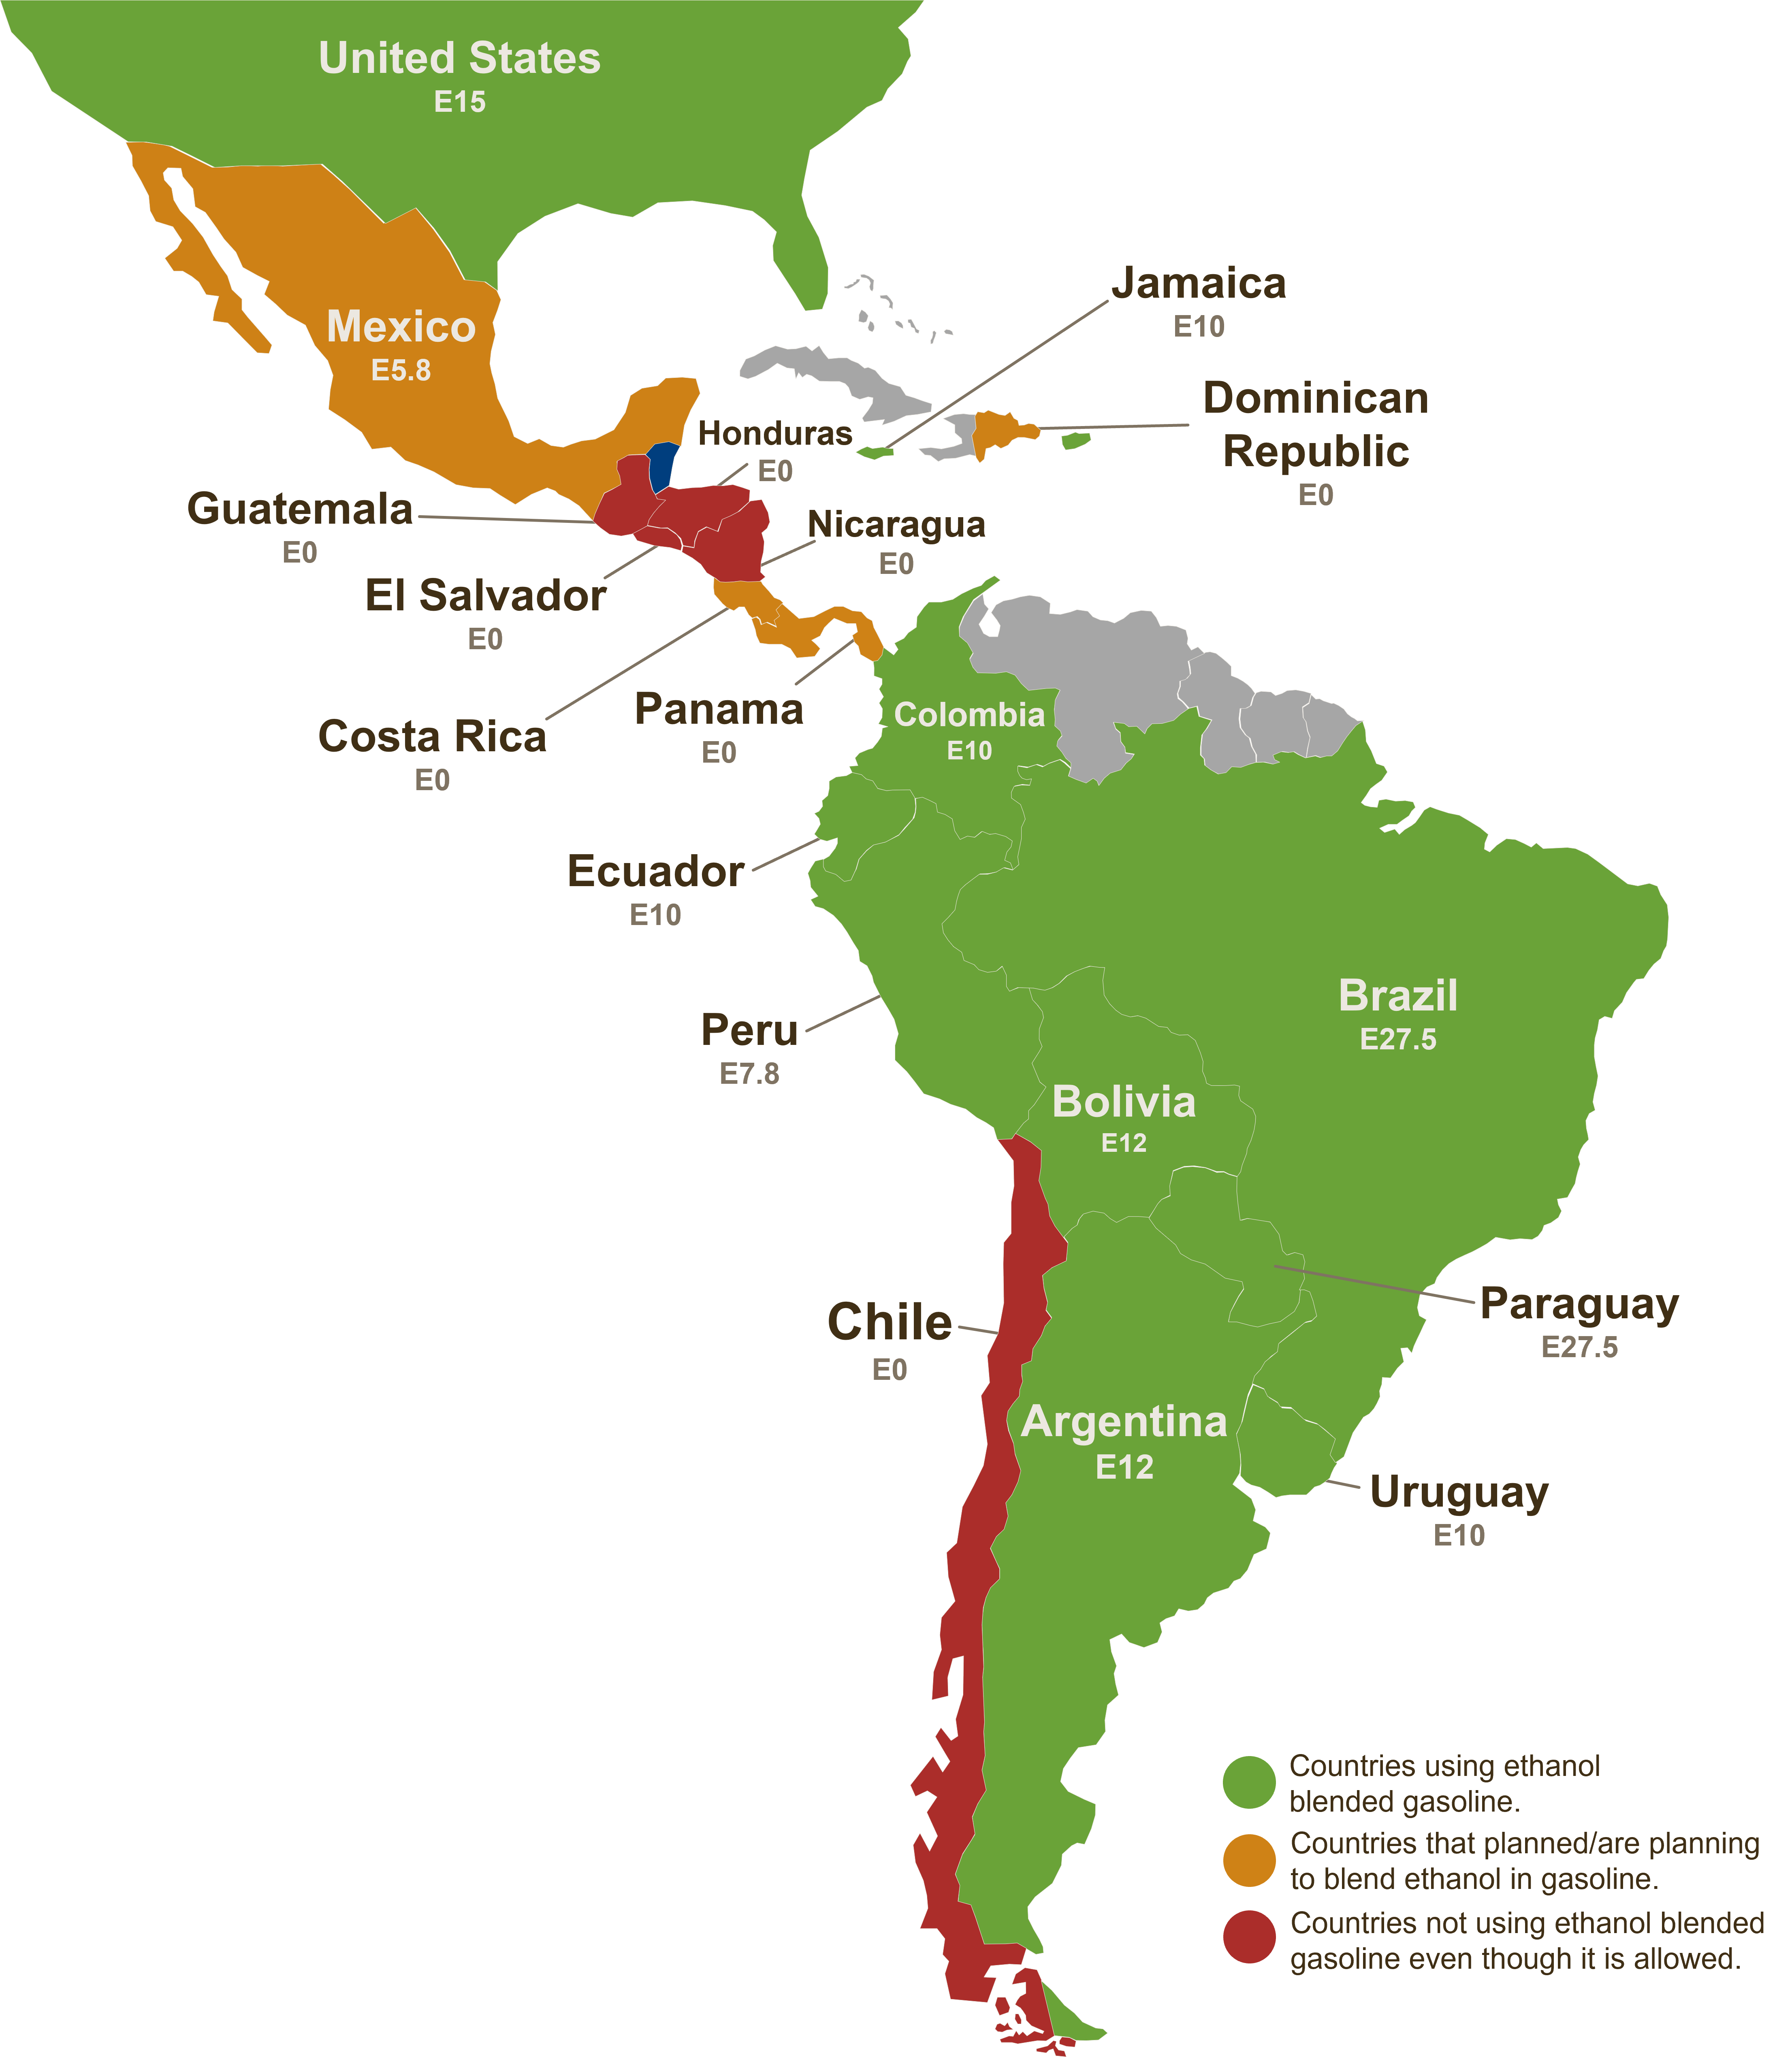 United States
E15
Jamaica
E10
Mexico
E5.8
Dominican
Republic
E0
Honduras
E0
Guatemala
E0
Nicaragua
E0
El Salvador
E0
Panama
E0
Costa Rica
E0
Colombia
E10
Ecuador
E10
Brazil
E27.5
Peru
E7.8
Bolivia
E12
Paraguay
E27.5
Chile
E0
Argentina
E12
Uruguay
E10
Countries using ethanol
blended gasoline.
Countries that planned/are planning
to blend ethanol in gasoline.
Countries not using ethanol blended
gasoline even though it is allowed.